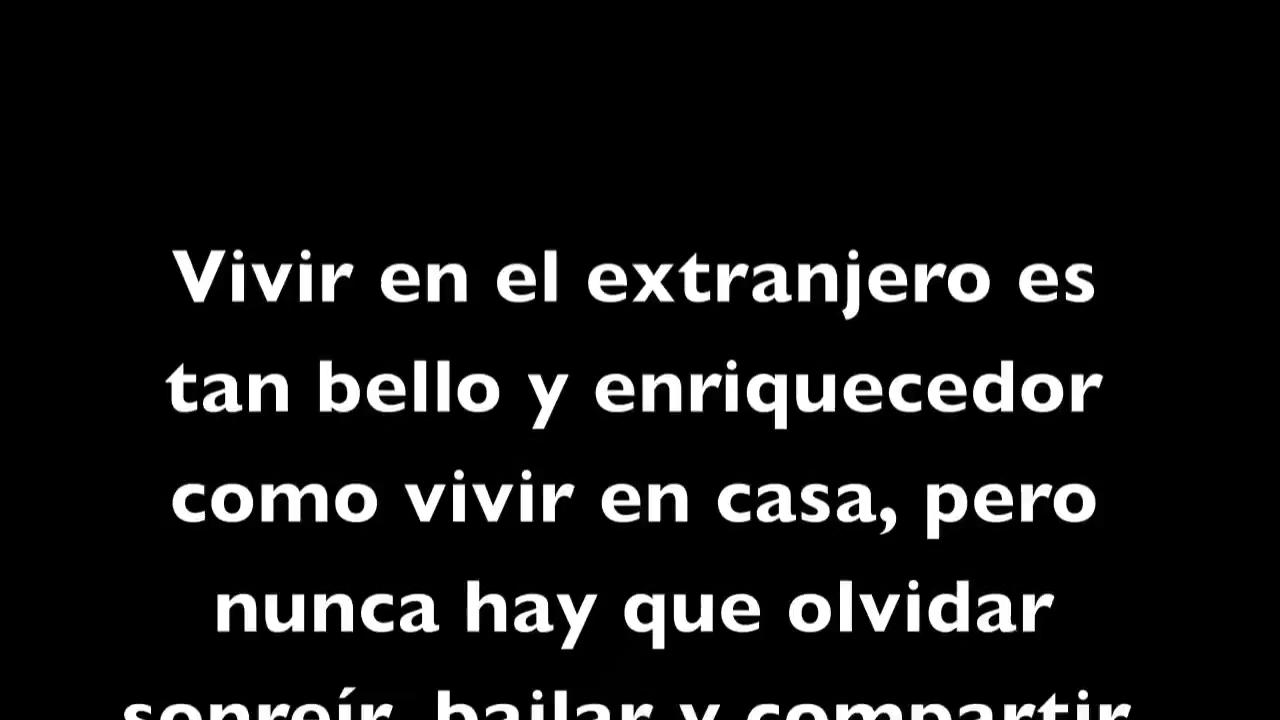 Vivir en el extranjero es
tan bello y enriquecedor
como vivir en casa, pero
nunca hay que olvidar
sonreír, bailar y compartir